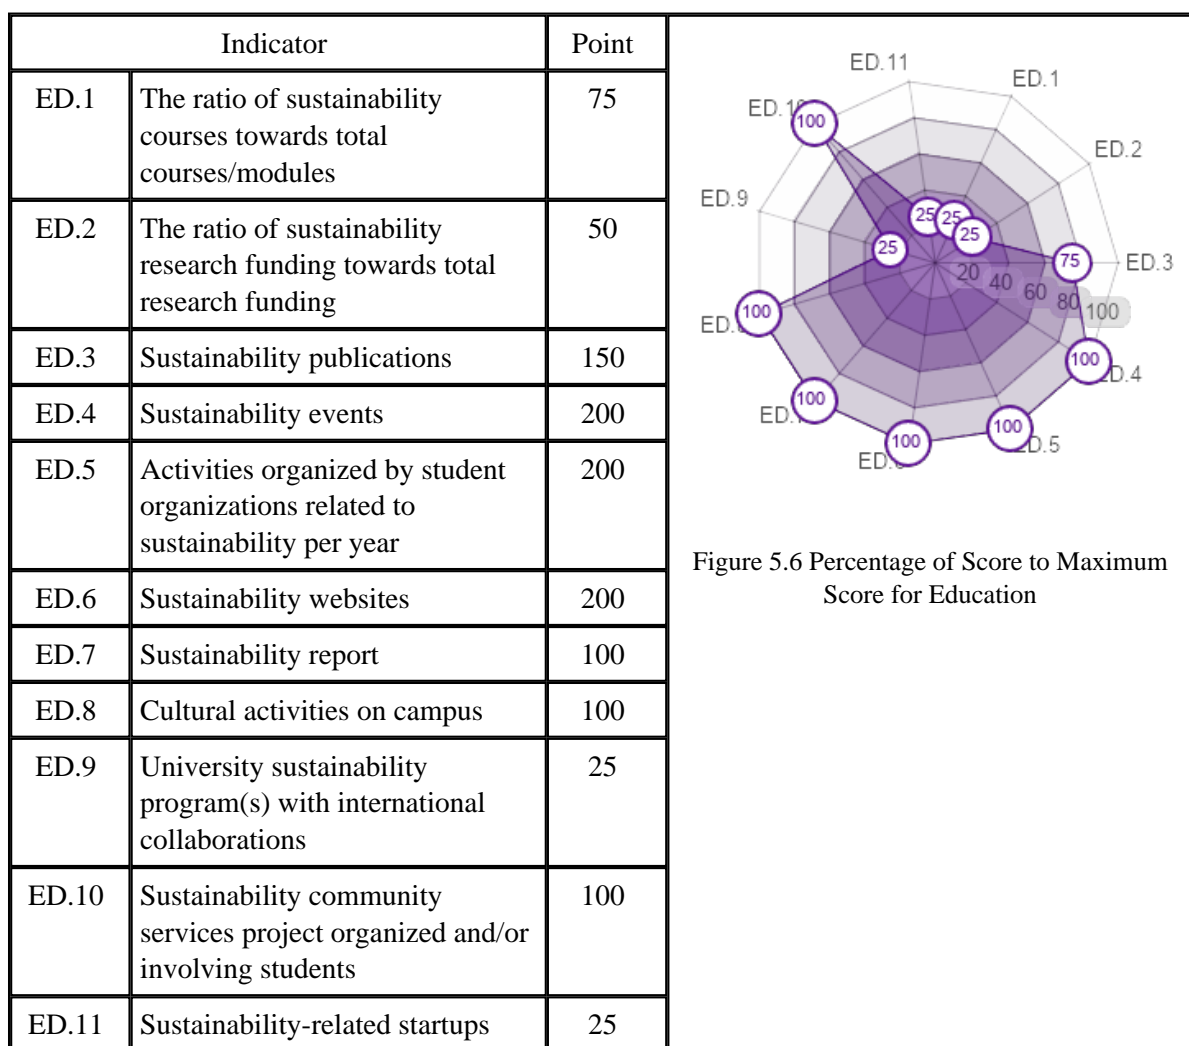 Indicator Point
ED.1 The ratio of sustainability 75
courses towards total
courses/modules
ED.2 The ratio of sustainability 50
research funding towards total
research funding
ED.3 Sustainability publications 150
ED.4 Sustainability events 200
ED.5 Activities organized by student 200
organizations related to
sustainability per year
ED.6 Sustainability websites 200
ED.7 Sustainability report 100
ED.8 Cultural activities on campus 100
ED.9 University sustainability 25
program(s) with international
collaborations
ED.10 Sustainability community 100
services project organized and/or
involving students
ED.11 Sustainability-related startups 25
ED.11
ED.1
100
ED.2
ED.9
25
25
25
25
75
ED.3
20
40
60
80
100
100
100
100
100
100
ED.5
Figure 5.6 Percentage of Score to Maximum
Score for Education